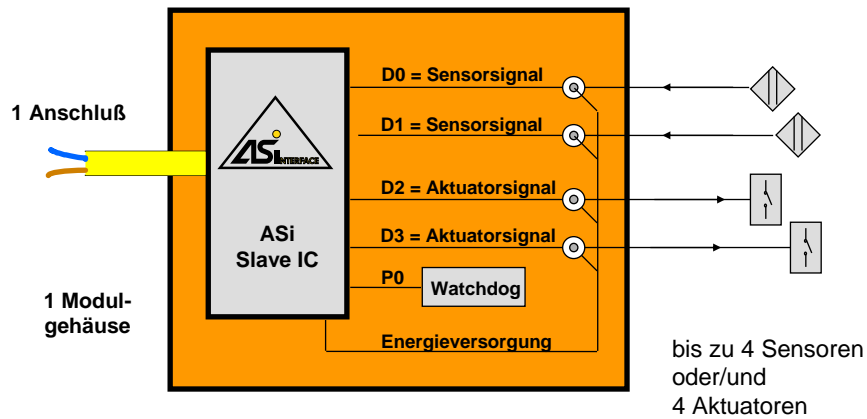 D0 = Sensorsignal
1 Anschluß
D1 = Sensorsignal
ASi INTERFACE
D2 = Aktuatorsignal
ASi
Slave IC
D3 = Aktuatorsignal
P0
Watchdog
1 Modul-
gehäuse
Energieversorgung
bis zu 4 Sensoren
oder/und
4 Aktuatoren